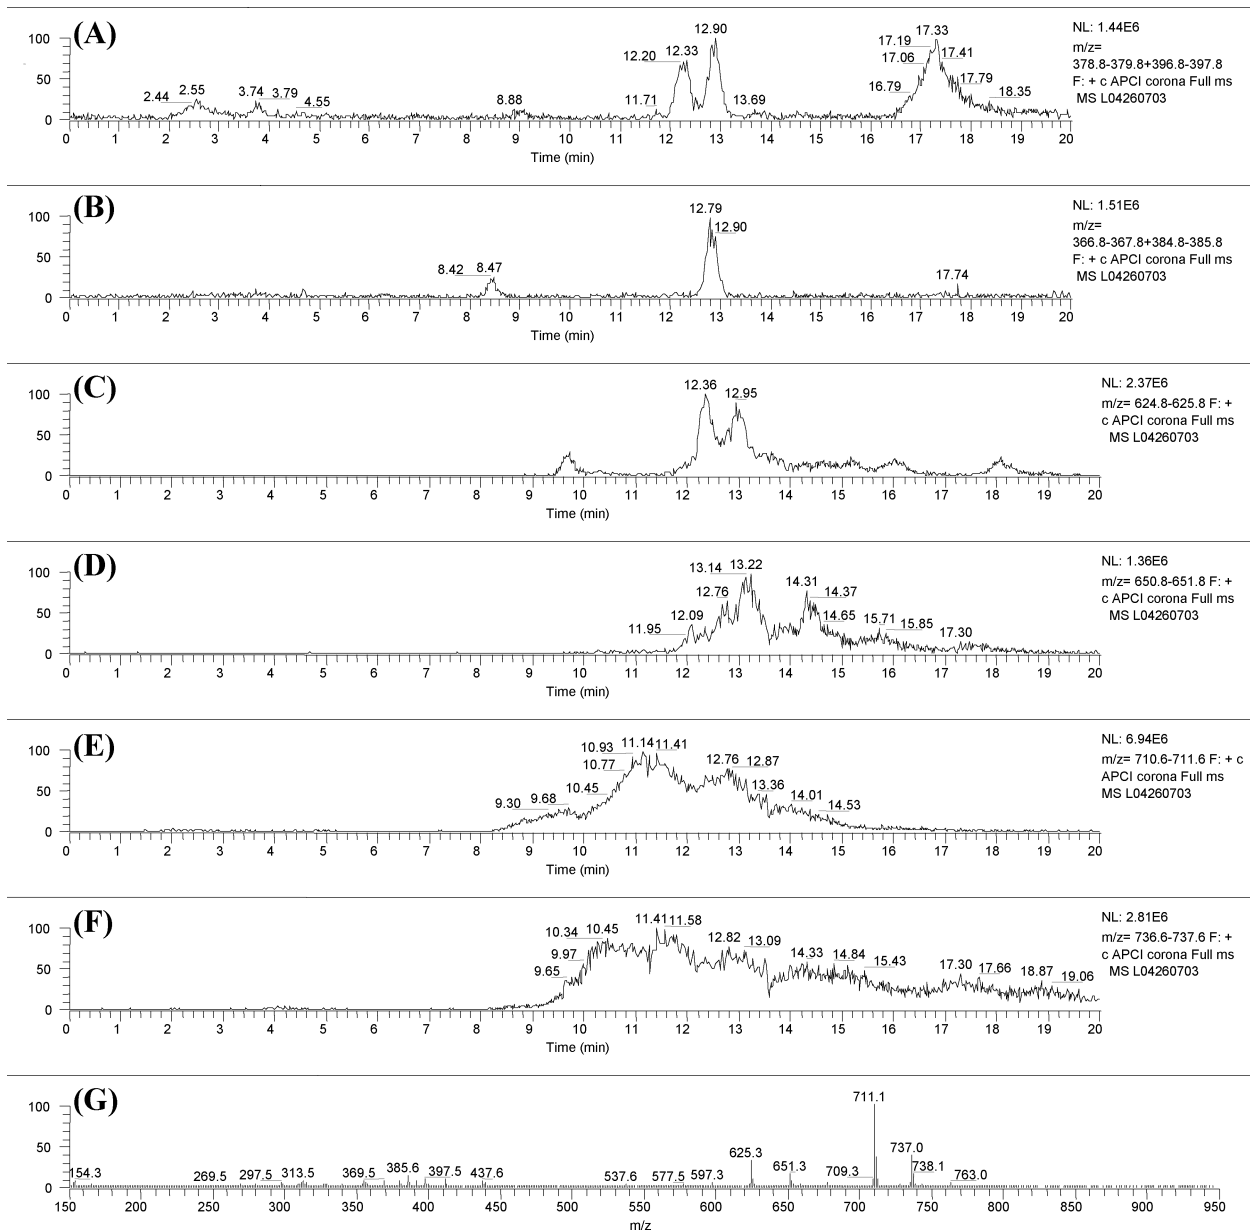 (A)
100
50
0
2.44 2.55 3.74 3.79 4.55 8.88 11.71 12.20 12.33 12.90 13.69 16.79 17.06 17.19 17.33 17.41 17.79 18.35
0 1 2 3 4 5 6 7 8 9 10 11 12 13 14 15 16 17 18 19 20
Time (min)
NL: 1.44E6
m/z=
378.8-379.8+396.8-397.8
F: + c APCI corona Full ms
MS L04260703
(B)
100
50
0
8.42 8.47 12.79 12.90 17.74
0 1 2 3 4 5 6 7 8 9 10 11 12 13 14 15 16 17 18 19 20
Time (min)
NL: 1.51E6
m/z=
366.8-367.8+384.8-385.8
F: + c APCI corona Full ms
MS L04260703
(C)
100
50
0
12.36 12.95
0 1 2 3 4 5 6 7 8 9 10 11 12 13 14 15 16 17 18 19 20
Time (min)
NL: 2.37E6
m/z= 624.8-625.8 F: +
c APCI corona Full ms
MS L04260703
(D)
100
50
0
11.95 12.09 12.76 13.14 13.22 14.31 14.37 14.65 15.71 15.85 17.30
0 1 2 3 4 5 6 7 8 9 10 11 12 13 14 15 16 17 18 19 20
Time (min)
NL: 1.36E6
m/z= 650.8-651.8 F: +
c APCI corona Full ms
MS L04260703
(E)
100
50
0
9.30 9.68 10.45 10.77 10.93 11.14 11.41 12.76 12.87 13.36 14.01 14.53
0 1 2 3 4 5 6 7 8 9 10 11 12 13 14 15 16 17 18 19 20
Time (min)
NL: 6.94E6
m/z= 710.6-711.6 F: + c
APCI corona Full ms
MS L04260703
(F)
100
50
0
9.65 9.97 10.34 10.45 11.41 11.58 12.82 13.09 14.33 14.84 15.43 17.30 17.66 18.87 19.06
0 1 2 3 4 5 6 7 8 9 10 11 12 13 14 15 16 17 18 19 20
Time (min)
NL: 2.81E6
m/z= 736.6-737.6 F: +
c APCI corona Full ms
MS L04260703
(G)
100
50
0
154.3 269.5 297.5 313.5 369.5 385.6 397.5 437.6 537.6 577.5 597.3 625.3 651.3 709.3 711.1 737.0 738.1 763.0
150 200 250 300 350 400 450 500 550 600 650 700 750 800 850 900 950
m/z